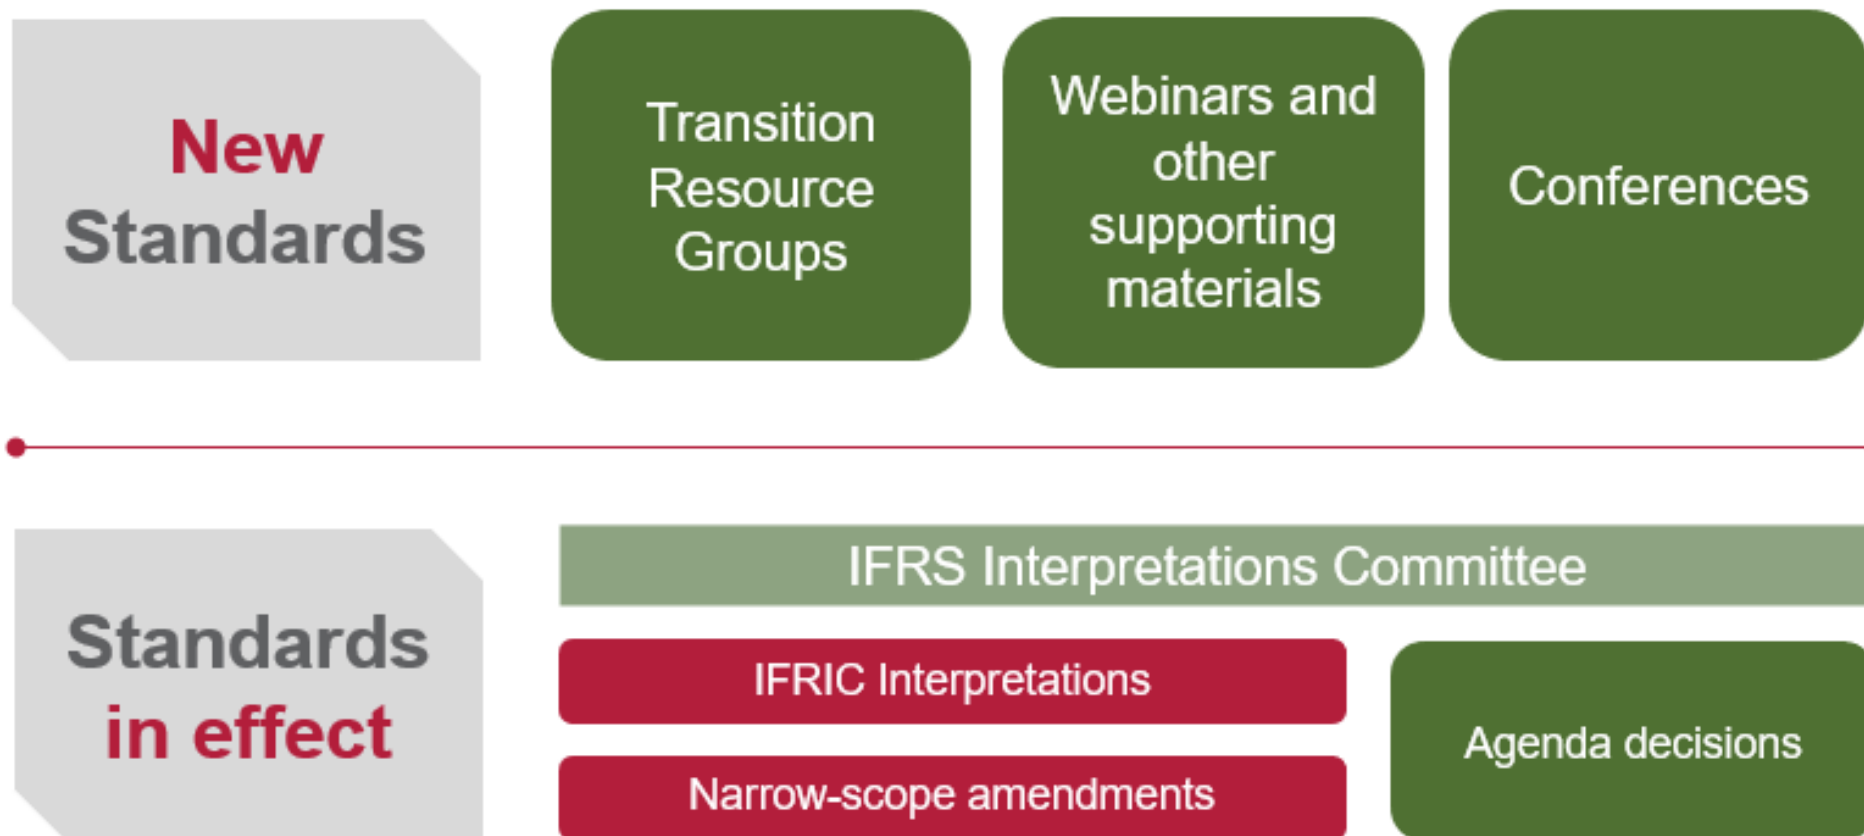 New
Standards
Transition
Resource
Groups
Webinars and
other
supporting
materials
Conferences
Standards
in effect
IFRS Interpretations Committee
IFRIC Interpretations
Narrow-scope amendments
Agenda decisions